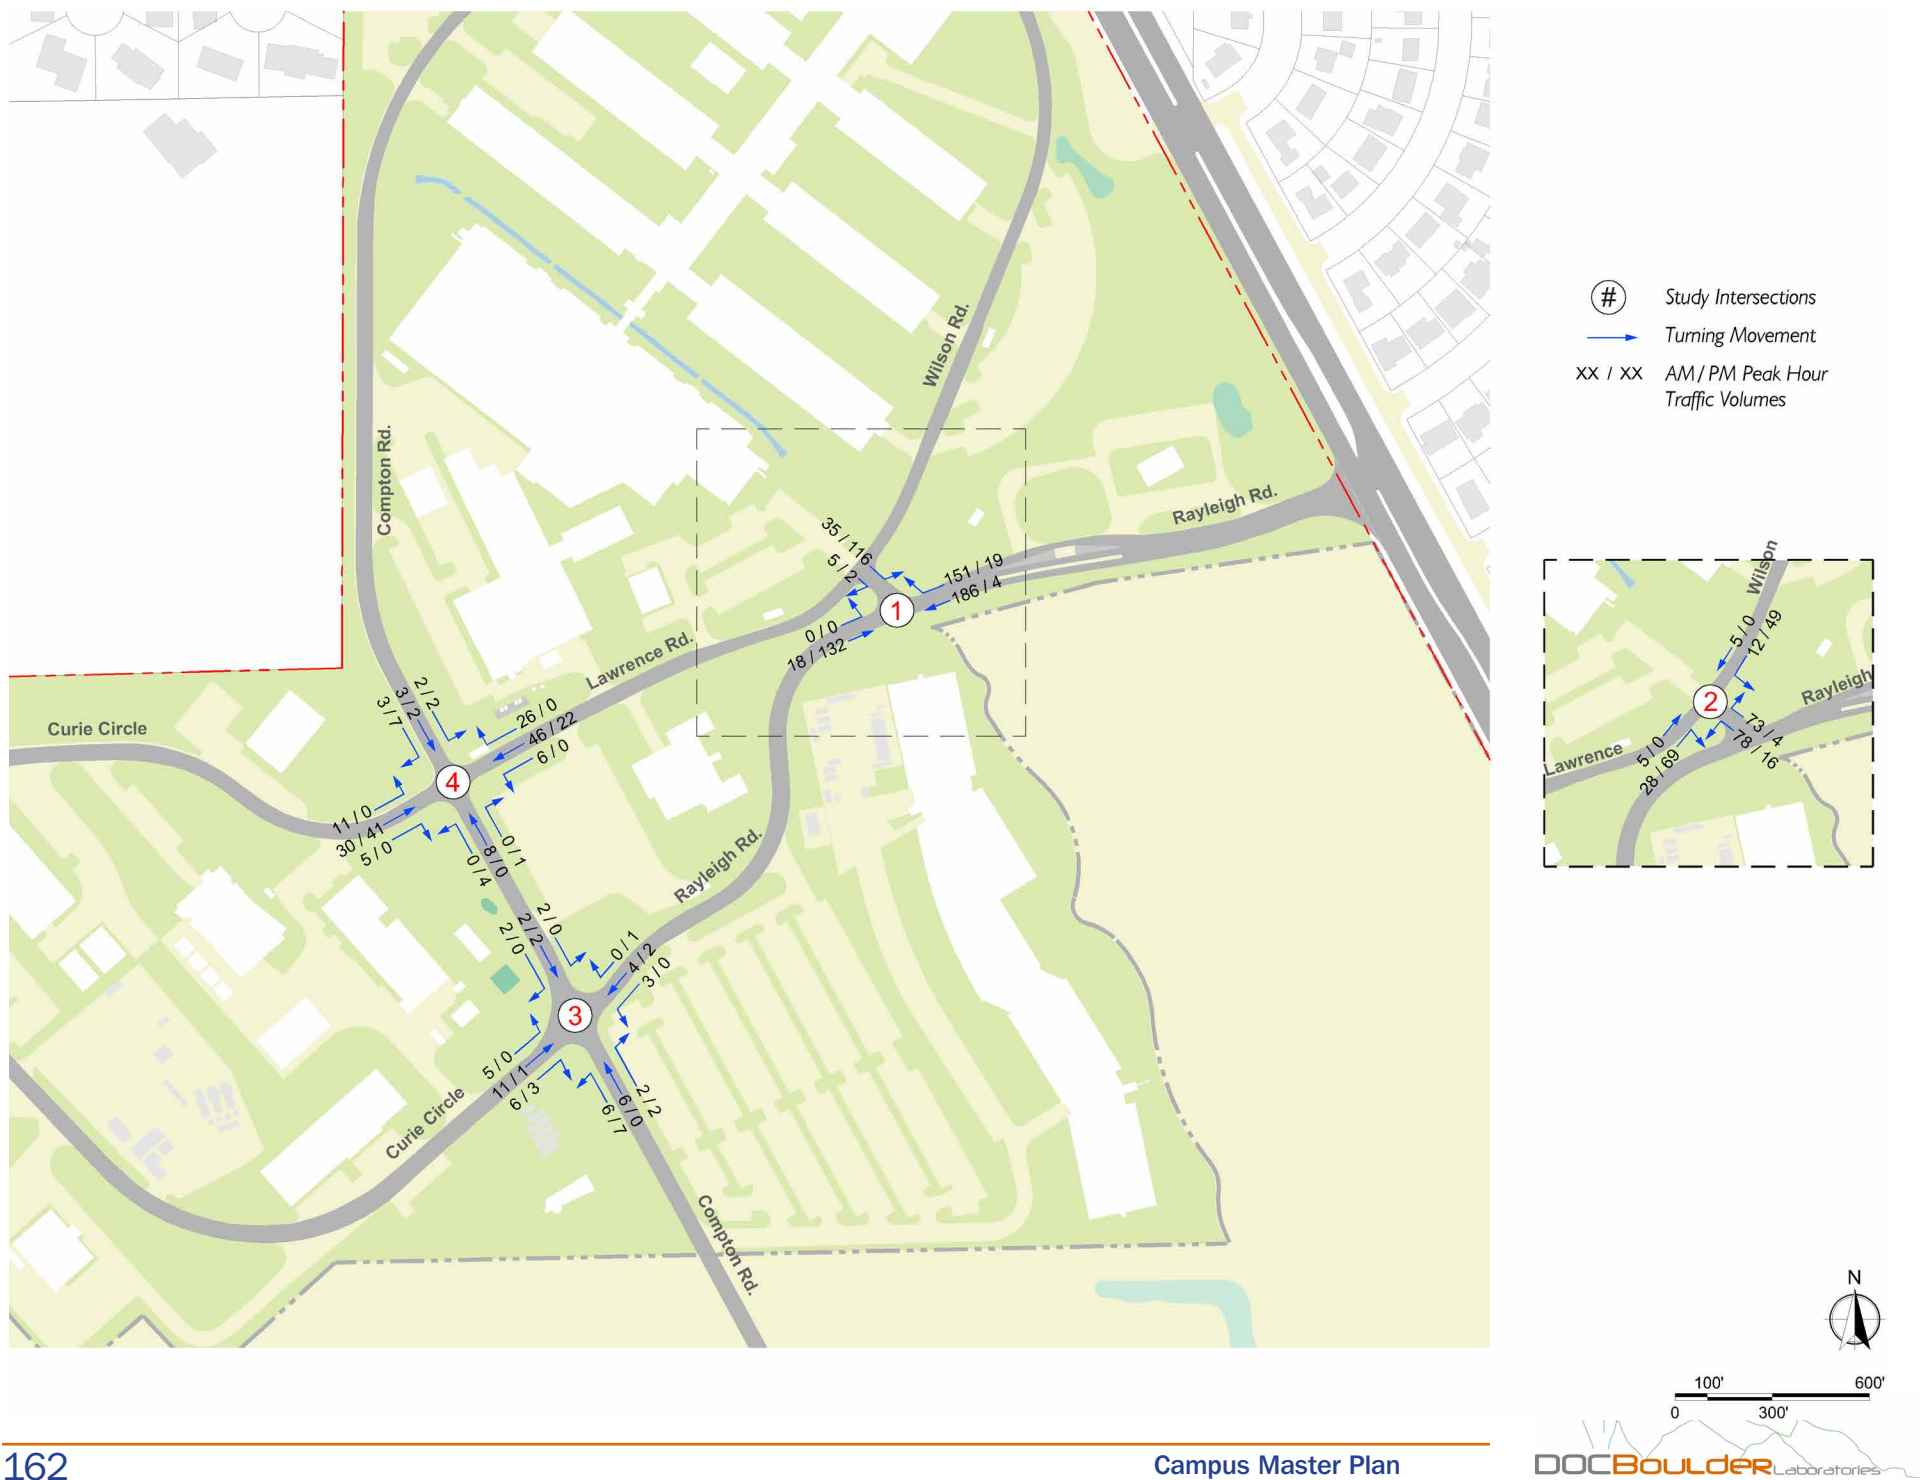 Wilson Rd.
Compton Rd.
Rayleigh Rd.
35 / 116
5 / 2
151 / 19
186 / 4
1
0 / 0
18 / 132
Lawrence Rd.
2 / 2
3 / 2
3 / 7
26 / 0
46 / 22
6 / 0
Curie Circle
4
11 / 0
30 / 41
5 / 0
0 / 1
8 / 0
0 / 4
Rayleigh Rd.
2 / 0
2 / 2
2 / 0
0 / 1
4 / 2
3 / 0
3
5 / 0
11 / 1
6 / 3
2 / 2
6 / 0
6 / 7
Curie Circle
Compton Rd.
# Study Intersections
Turning Movement
XX / XX AM / PM Peak Hour
Traffic Volumes
Wilson
5 / 0
12 / 49
Rayleigh
2
73 / 4
78 / 16
Lawrence
5 / 0
28 / 69
N
100' 600'
0 300'
162
Campus Master Plan
DOCBoulder Laboratories